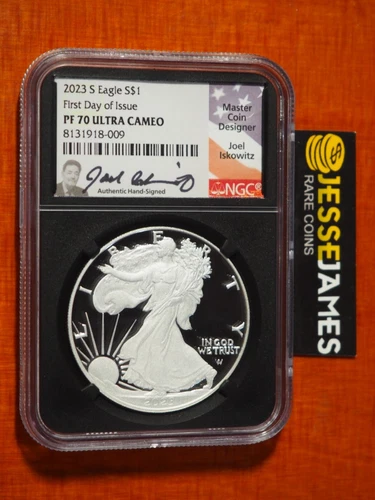 2023 S Eagle S$1
First Day of Issue
PF 70 ULTRA CAMEO
8131918-009
Authentic Hand-Signed
Master
Coin
Designer
Joel
Iskowitz
NGC
JESSE JAMES
RARE COINS
LIBERTY
IN GOD
WE TRUST
2023